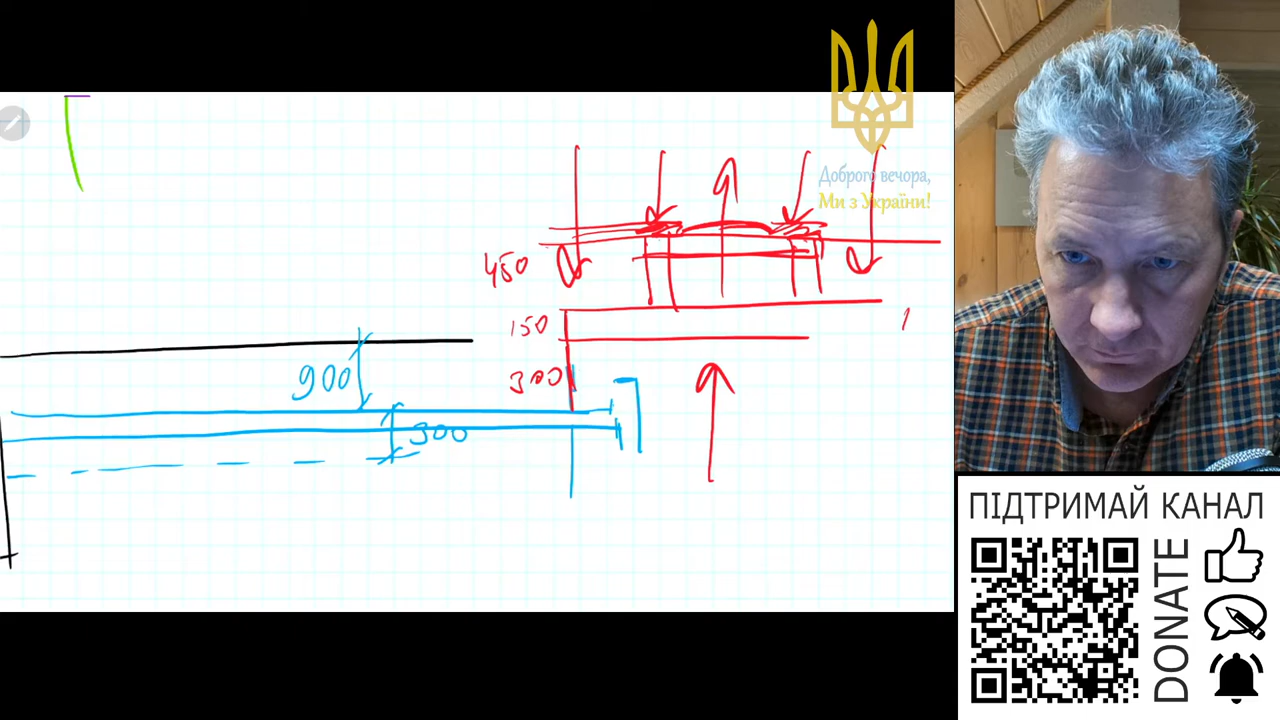 Доброго вечора,
Ми з України!
450
150
300
900
300
ПІДТРИМАЙ КАНАЛ
DONATE